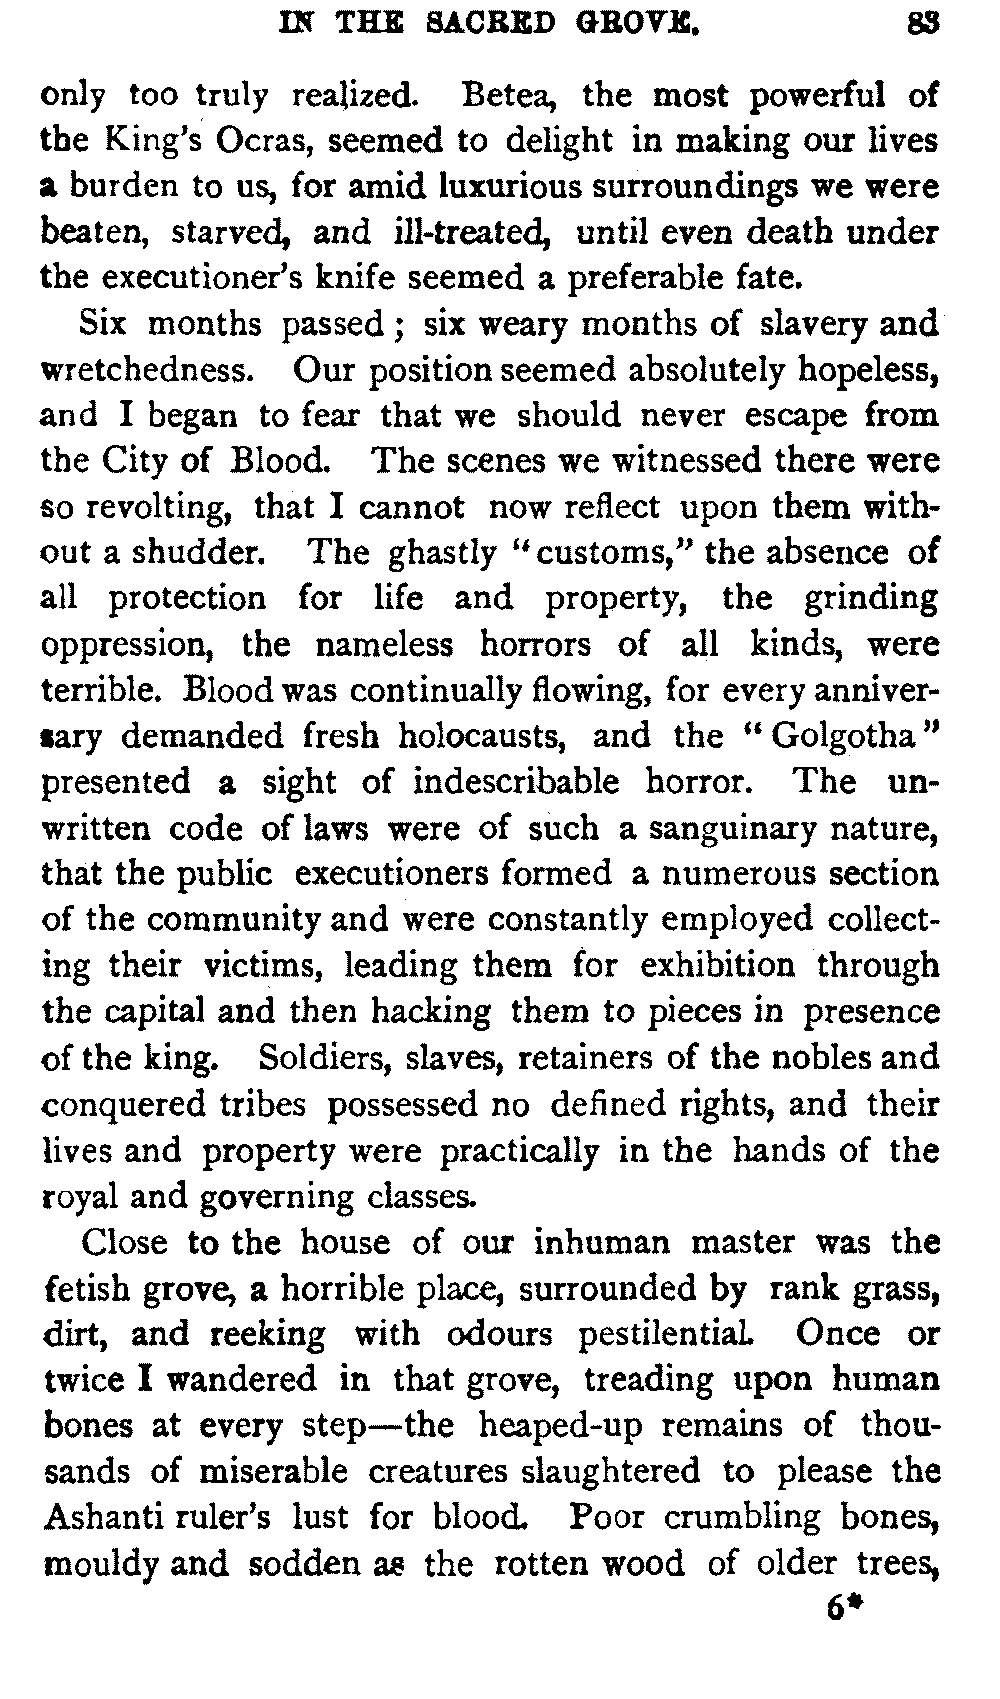 IN THE SACRED GROVE. 83
only too truly realized. Betea, the most powerful of
the King's Ocras, seemed to delight in making our lives
a burden to us, for amid luxurious surroundings we were
beaten, starved, and ill-treated, until even death under
the executioner's knife seemed a preferable fate.
Six months passed; six weary months of slavery and
wretchedness. Our position seemed absolutely hopeless,
and I began to fear that we should never escape from
the City of Blood. The scenes we witnessed there were
so revolting, that I cannot now reflect upon them with-
out a shudder. The ghastly "customs," the absence of
all protection for life and property, the grinding
oppression, the nameless horrors of all kinds, were
terrible. Blood was continually flowing, for every anniver-
sary demanded fresh holocausts, and the "Golgotha"
presented a sight of indescribable horror. The un-
written code of laws were of such a sanguinary nature,
that the public executioners formed a numerous section
of the community and were constantly employed collect-
ing their victims, leading them for exhibition through
the capital and then hacking them to pieces in presence
of the king. Soldiers, slaves, retainers of the nobles and
conquered tribes possessed no defined rights, and their
lives and property were practically in the hands of the
royal and governing classes.
Close to the house of our inhuman master was the
fetish grove, a horrible place, surrounded by rank grass,
dirt, and reeking with odours pestilential. Once or
twice I wandered in that grove, treading upon human
bones at every step—the heaped-up remains of thou-
sands of miserable creatures slaughtered to please the
Ashanti ruler's lust for blood. Poor crumbling bones,
mouldy and sodden as the rotten wood of older trees,
6*